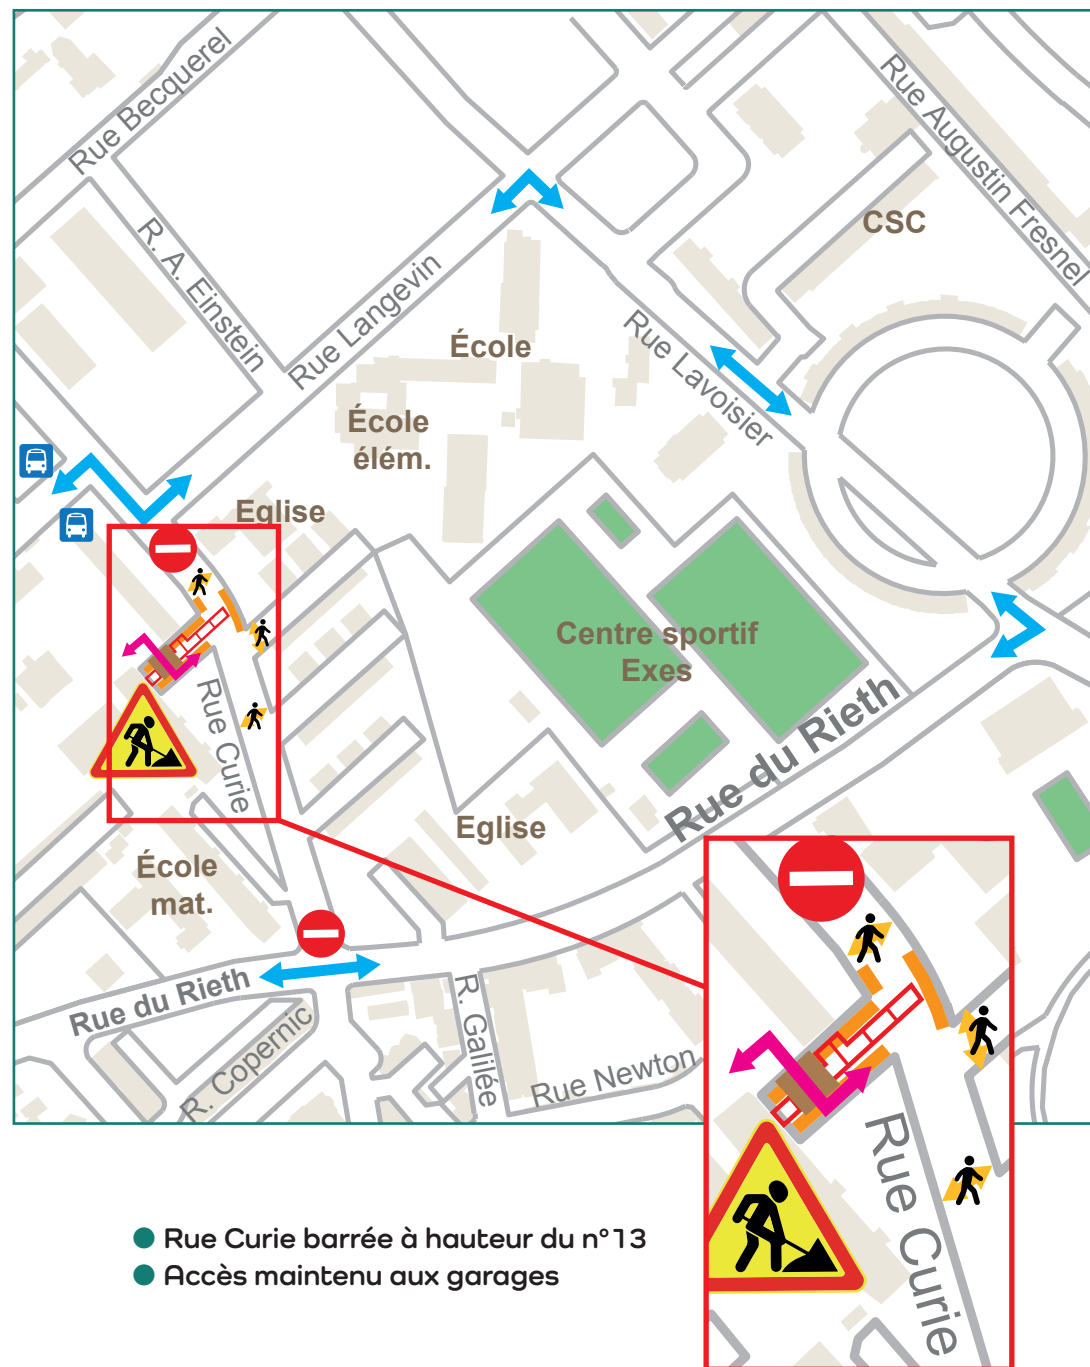 Rue Becquerel
Rue Augustin Fresnel
CSC
R. A. Einstein
Rue Langevin
École
Rue Lavoisier
École
élém.
Eglise
Centre sportif
Exes
Rue Curie
Rue du Rieth
Eglise
École
mat.
Rue du Rieth
R. Copernic
R. Galilée
Rue Newton
Rue Curie
Rue Curie barrée à hauteur du n°13
Accès maintenu aux garages